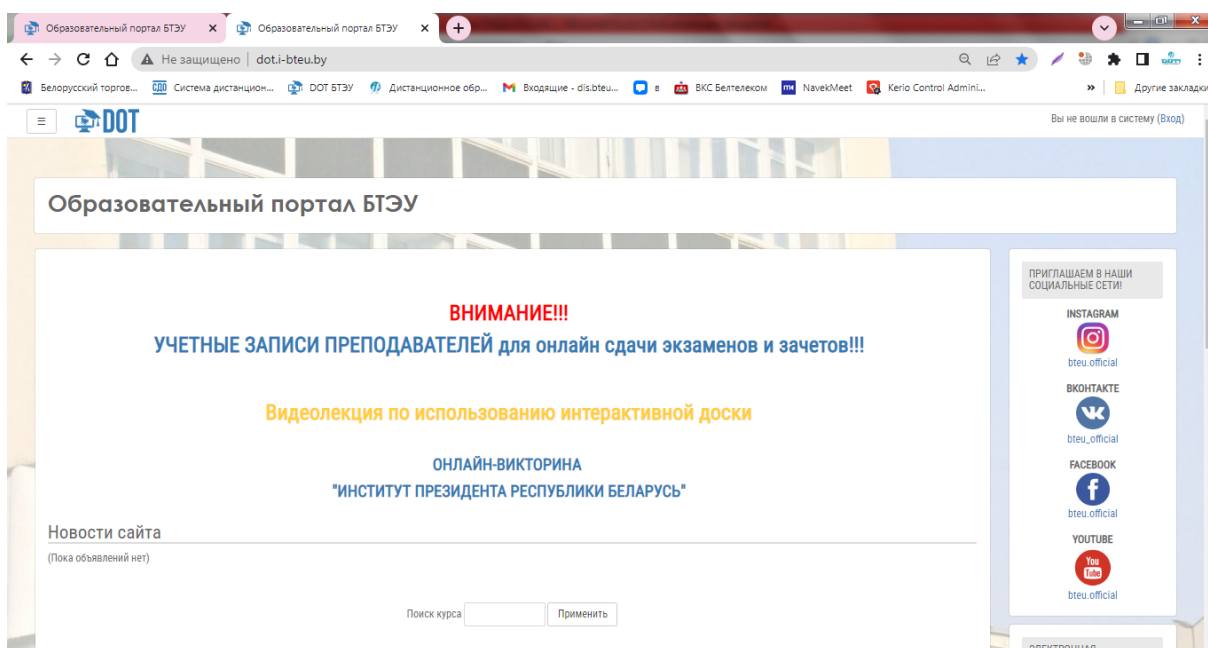 Образовательный портал БТЭУ
Образовательный портал БТЭУ
Не защищено | dot.i-bteu.by
Белорусский торгов...
Система дистанцион...
DOT БТЭУ
Дистанционное обр...
Входящие - dis.bteu...
в
ВКС Белтелеком
NavekMeet
Kerio Control Admini...
»
Другие закладки
DOT
Вы не вошли в систему (Вход)
Образовательный портал БТЭУ
ВНИМАНИЕ!!!
УЧЕТНЫЕ ЗАПИСИ ПРЕПОДАВАТЕЛЕЙ для онлайн сдачи экзаменов и зачетов!!!
Видеолекция по использованию интерактивной доски
ОНЛАЙН-ВИКТОРИНА
"ИНСТИТУТ ПРЕЗИДЕНТА РЕСПУБЛИКИ БЕЛАРУСЬ"
Новости сайта
(Пока объявлений нет)
Поиск курса
Применить
ПРИГЛАШАЕМ В НАШИ
СОЦИАЛЬНЫЕ СЕТИ!
INSTAGRAM
bteu.official
ВКОНТАКТЕ
bteu_official
FACEBOOK
bteu.official
YOUTUBE
You
Tube
bteu.official